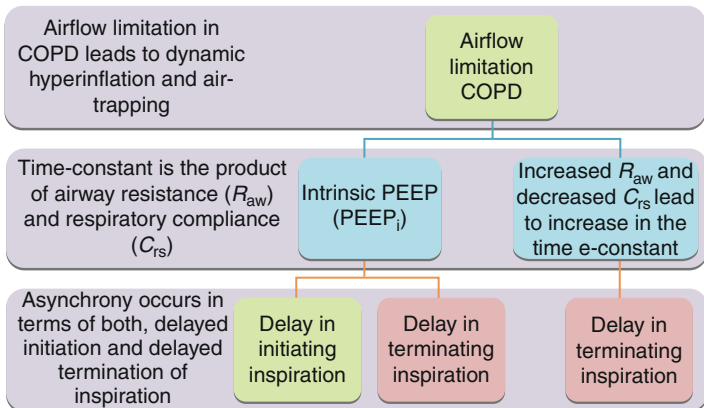 Airflow limitation in
COPD leads to dynamic
hyperinflation and air-
trapping
Airflow
limitation
COPD
Time-constant is the product
of airway resistance (Raw)
and respiratory compliance
(Crs)
Intrinsic PEEP
(PEEPi)
Increased Raw and
decreased Crs lead
to increase in the
time e-constant
Asynchrony occurs in
terms of both, delayed
initiation and delayed
termination of
inspiration
Delay in
initiating
inspiration
Delay in
terminating
inspiration
Delay in
terminating
inspiration